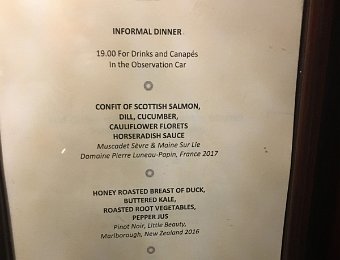 INFORMAL DINNER
19.00 For Drinks and Canapés
In the Observation Car
CONFIT OF SCOTTISH SALMON,
DILL, CUCUMBER,
CAULIFLOWER FLORETS
HORSERADISH SAUCE
Muscadet Sèvre & Maine Sur Lie
Domaine Pierre Luneau-Papin, France 2017
HONEY ROASTED BREAST OF DUCK,
BUTTERED KALE,
ROASTED ROOT VEGETABLES,
PEPPER JUS
Pinot Noir, Little Beauty,
Marlborough, New Zealand 2016